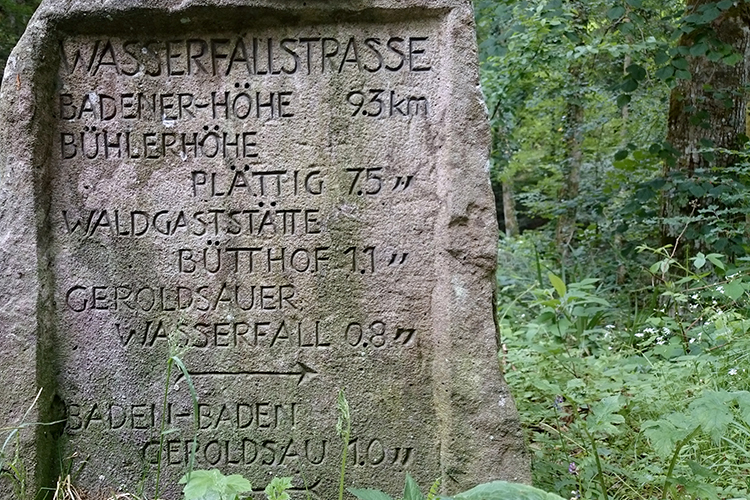 WASSERFALLSTRASSE
BADENER-HÖHE 9.3 km
BÜHLERHÖHE
PLÄTTIG 7.5 〃
WALDGASTSTÄTTE
BÜTTHOF 1.1 〃
GEROLDSAUER
WASSERFALL 0.8 〃
BADEN-BADEN
GEROLDSAU 1.0 〃